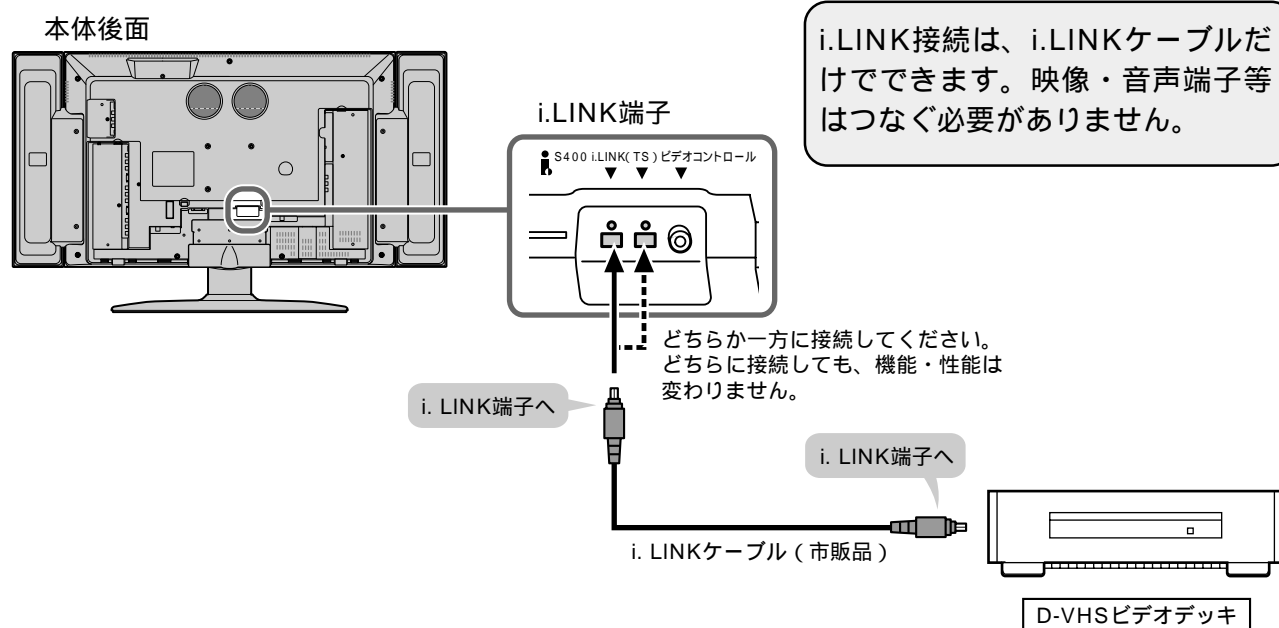 本体後面
i.LINK接続は、i.LINKケーブルだ
けでできます。映像・音声端子等
はつなぐ必要がありません。
i.LINK端子
S400 i.LINK(TS) ビデオコントロール
どちらか一方に接続してください。
どちらに接続しても、機能・性能は
変わりません。
i. LINK端子へ
i. LINK端子へ
i. LINKケーブル（市販品）
D-VHSビデオデッキ